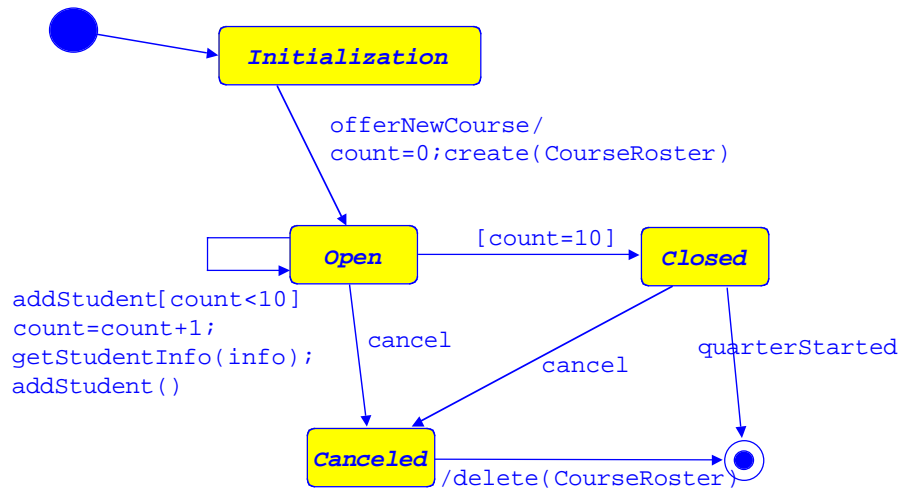 Initialization
offerNewCourse/
count=0;create(CourseRoster)
Open
[count=10]
Closed
addStudent[count<10]
count=count+1;
getStudentInfo(info);
addStudent()
cancel
cancel
quarterStarted
Canceled
/delete(CourseRoster)